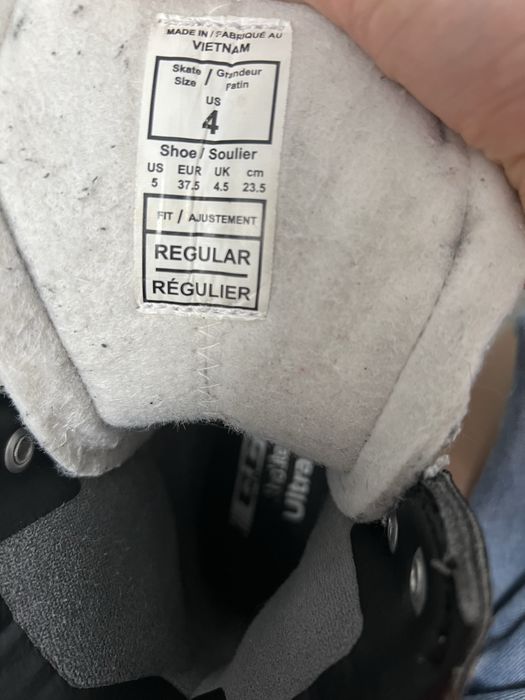 MADE IN / FABRIQUÉ AU
VIETNAM
Skate / Grandeur
Size / Patin
US
4
Shoe / Soulier
US EUR UK cm
5 37.5 4.5 23.5
FIT / AJUSTEMENT
REGULAR
RÉGULIER
Ultra